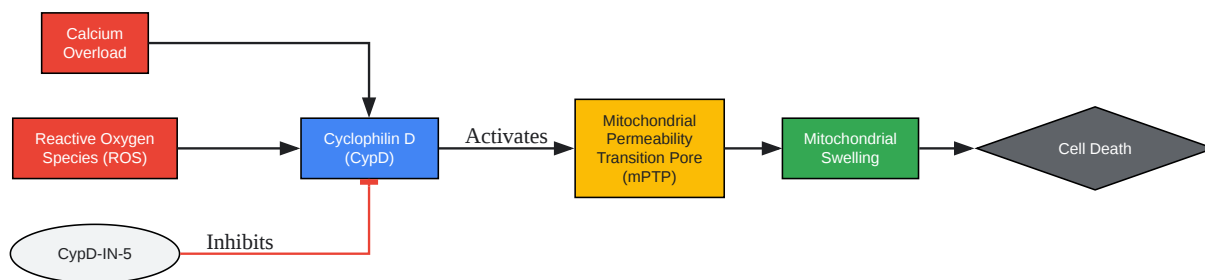 Calcium
Overload
Reactive Oxygen
Species (ROS)
Cyclophilin D
(CypD)
Activates
Mitochondrial
Permeability
Transition Pore
(mPTP)
Mitochondrial
Swelling
Cell Death
CypD-IN-5
Inhibits